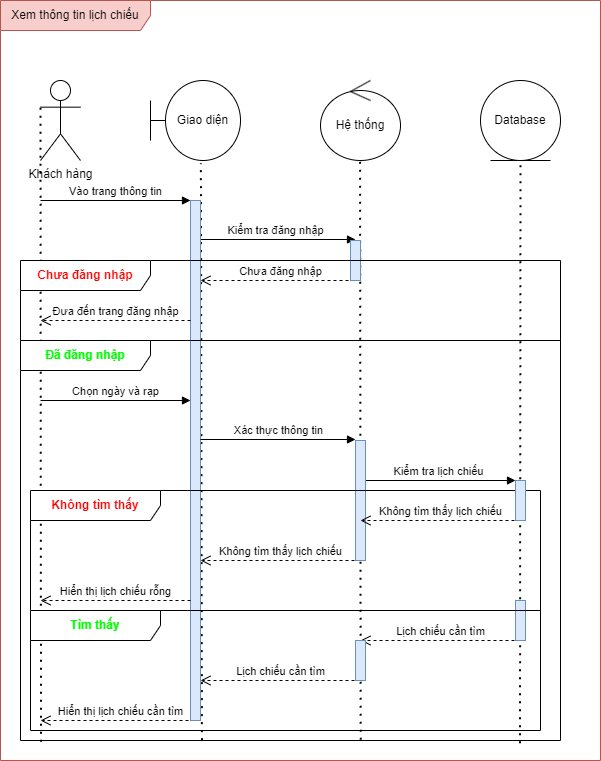 Xem thông tin lịch chiếu
Giao diện
Hệ thống
Database
Khách hàng
Vào trang thông tin
Kiểm tra đăng nhập
Chưa đăng nhập
Chưa đăng nhập
Đưa đến trang đăng nhập
Đã đăng nhập
Chọn ngày và rạp
Xác thực thông tin
Kiểm tra lịch chiếu
Không tìm thấy
Không tìm thấy lịch chiếu
Không tìm thấy lịch chiếu
Hiển thị lịch chiếu rỗng
Tìm thấy
Lịch chiếu cần tìm
Lịch chiếu cần tìm
Hiển thị lịch chiếu cần tìm